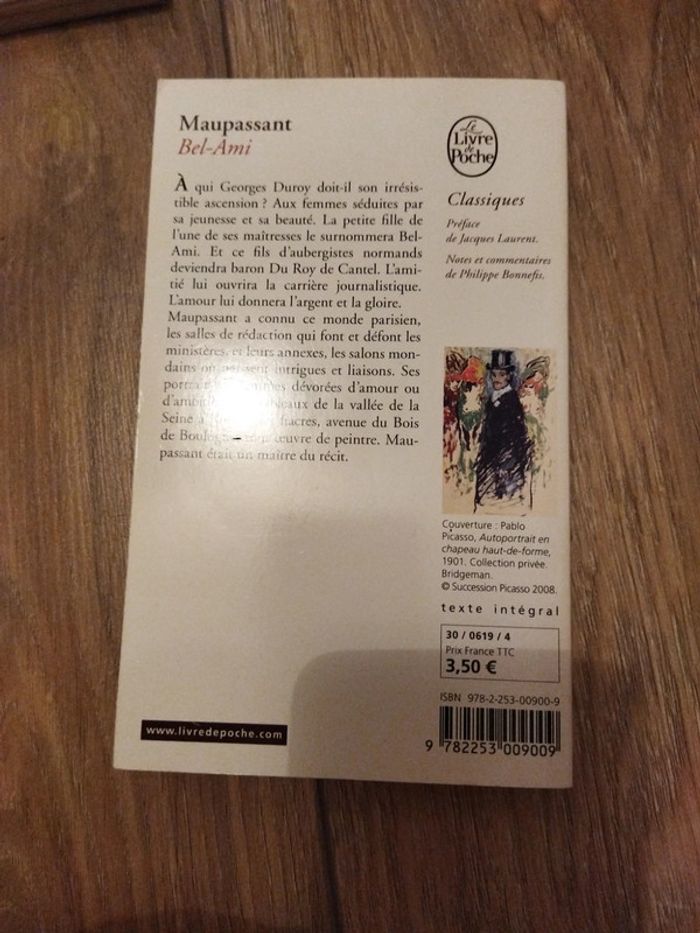 Maupassant
Bel-Ami
À qui Georges Duroy doit-il son irrésis-
tible ascension ? Aux femmes séduites par
sa jeunesse et sa beauté. La petite fille de
l'une de ses maîtresses le surnommera Bel-
Ami. Et ce fils d'aubergistes normands
deviendra baron Du Roy de Cantel. L'ami-
tié lui ouvrira la carrière journalistique.
L'amour lui donnera l'argent et la gloire.
Maupassant a connu ce monde parisien,
les salles de rédaction qui font et défont les
ministères, et leurs annexes, les salons mon-
dains où intrigues et liaisons. Ses
dévorées d'amour ou
de la vallée de la
Seine avenue du Bois
de œuvre de peintre. Mau-
passant était un maître du récit.
Le
Livre
de
Poche
Classiques
Préface
de Jacques Laurent.
Notes et commentaires
de Philippe Bonnefis.
Couverture : Pablo
Picasso, Autoportrait en
chapeau haut-de-forme,
1901. Collection privée.
Bridgeman.
© Succession Picasso 2008.
texte intégral
30 / 0619 / 4
Prix France TTC
3,50 €
ISBN 978-2-253-00900-9
9 782253 009009
www.livredepoche.com